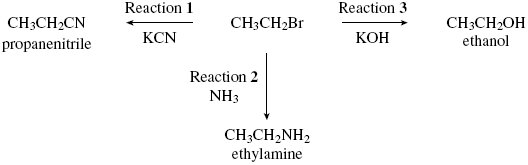 Reaction 1
Reaction 3
CH3CH2CN
CH3CH2Br
CH3CH2OH
propanenitrile
KCN
KOH
ethanol
Reaction 2
NH3
CH3CH2NH2
ethylamine